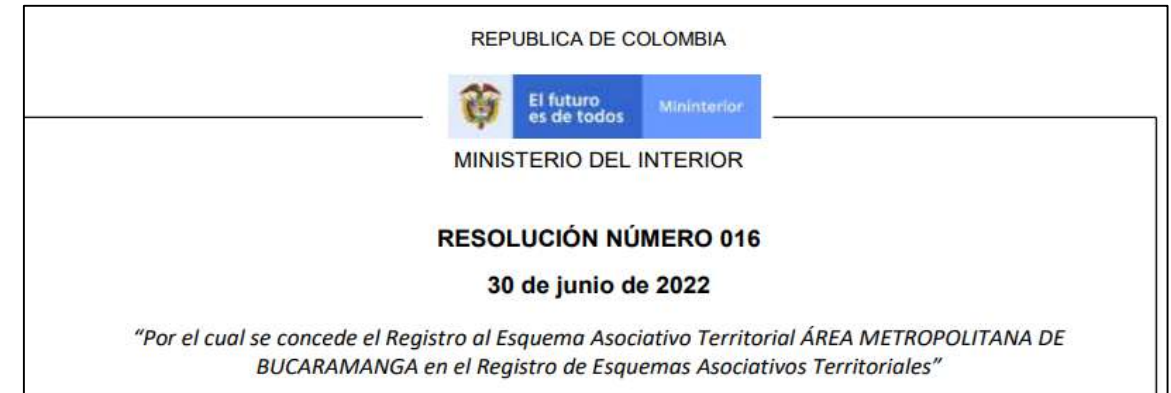 REPUBLICA DE COLOMBIA
El futuro
es de todos
Mininterior
MINISTERIO DEL INTERIOR
RESOLUCIÓN NÚMERO 016
30 de junio de 2022
“Por el cual se concede el Registro al Esquema Asociativo Territorial ÁREA METROPOLITANA DE
BUCARAMANGA en el Registro de Esquemas Asociativos Territoriales”